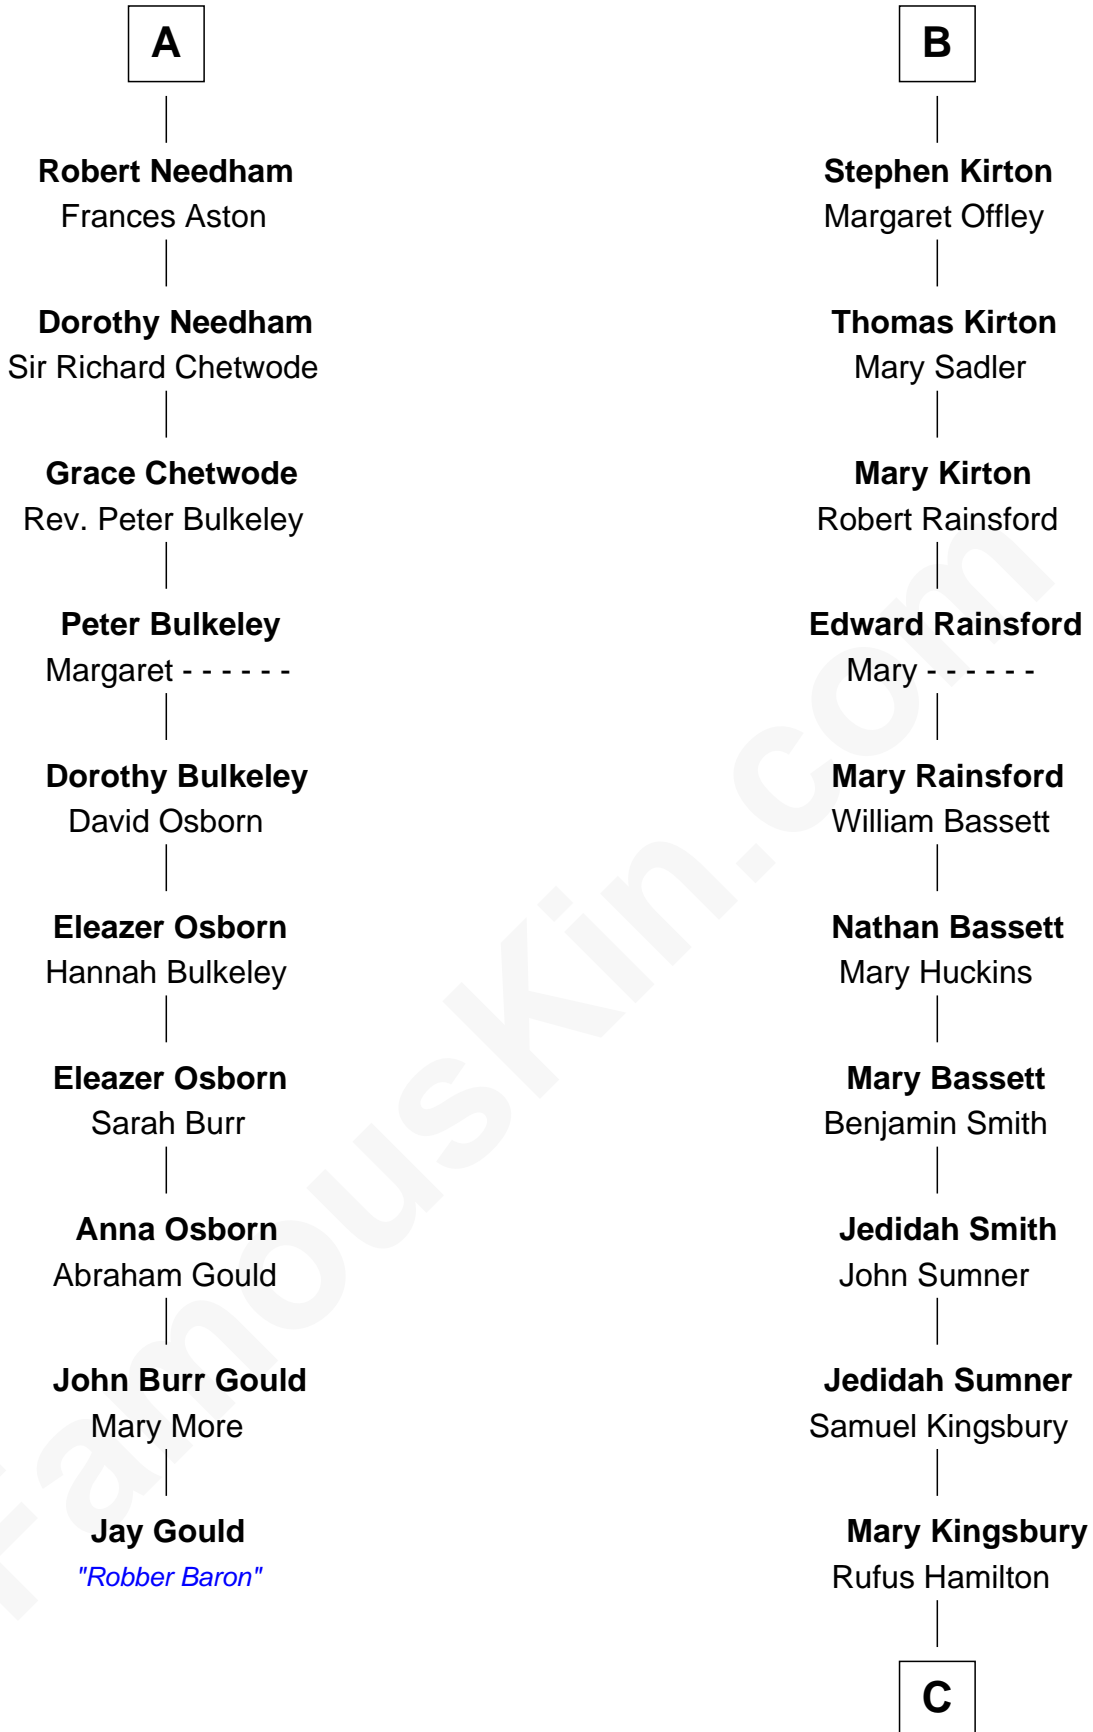 A
Robert Needham
Frances Aston
Dorothy Needham
Sir Richard Chetwode
Grace Chetwode
Rev. Peter Bulkeley
Peter Bulkeley
Margaret - - - - - -
Dorothy Bulkeley
David Osborn
Eleazer Osborn
Hannah Bulkeley
Eleazer Osborn
Sarah Burr
Anna Osborn
Abraham Gould
John Burr Gould
Mary More
Jay Gould
"Robber Baron"
B
Stephen Kirton
Margaret Offley
Thomas Kirton
Mary Sadler
Mary Kirton
Robert Rainsford
Edward Rainsford
Mary - - - - - -
Mary Rainsford
William Bassett
Nathan Bassett
Mary Huckins
Mary Bassett
Benjamin Smith
Jedidah Smith
John Sumner
Jedidah Sumner
Samuel Kingsbury
Mary Kingsbury
Rufus Hamilton
C
FamousKin.com